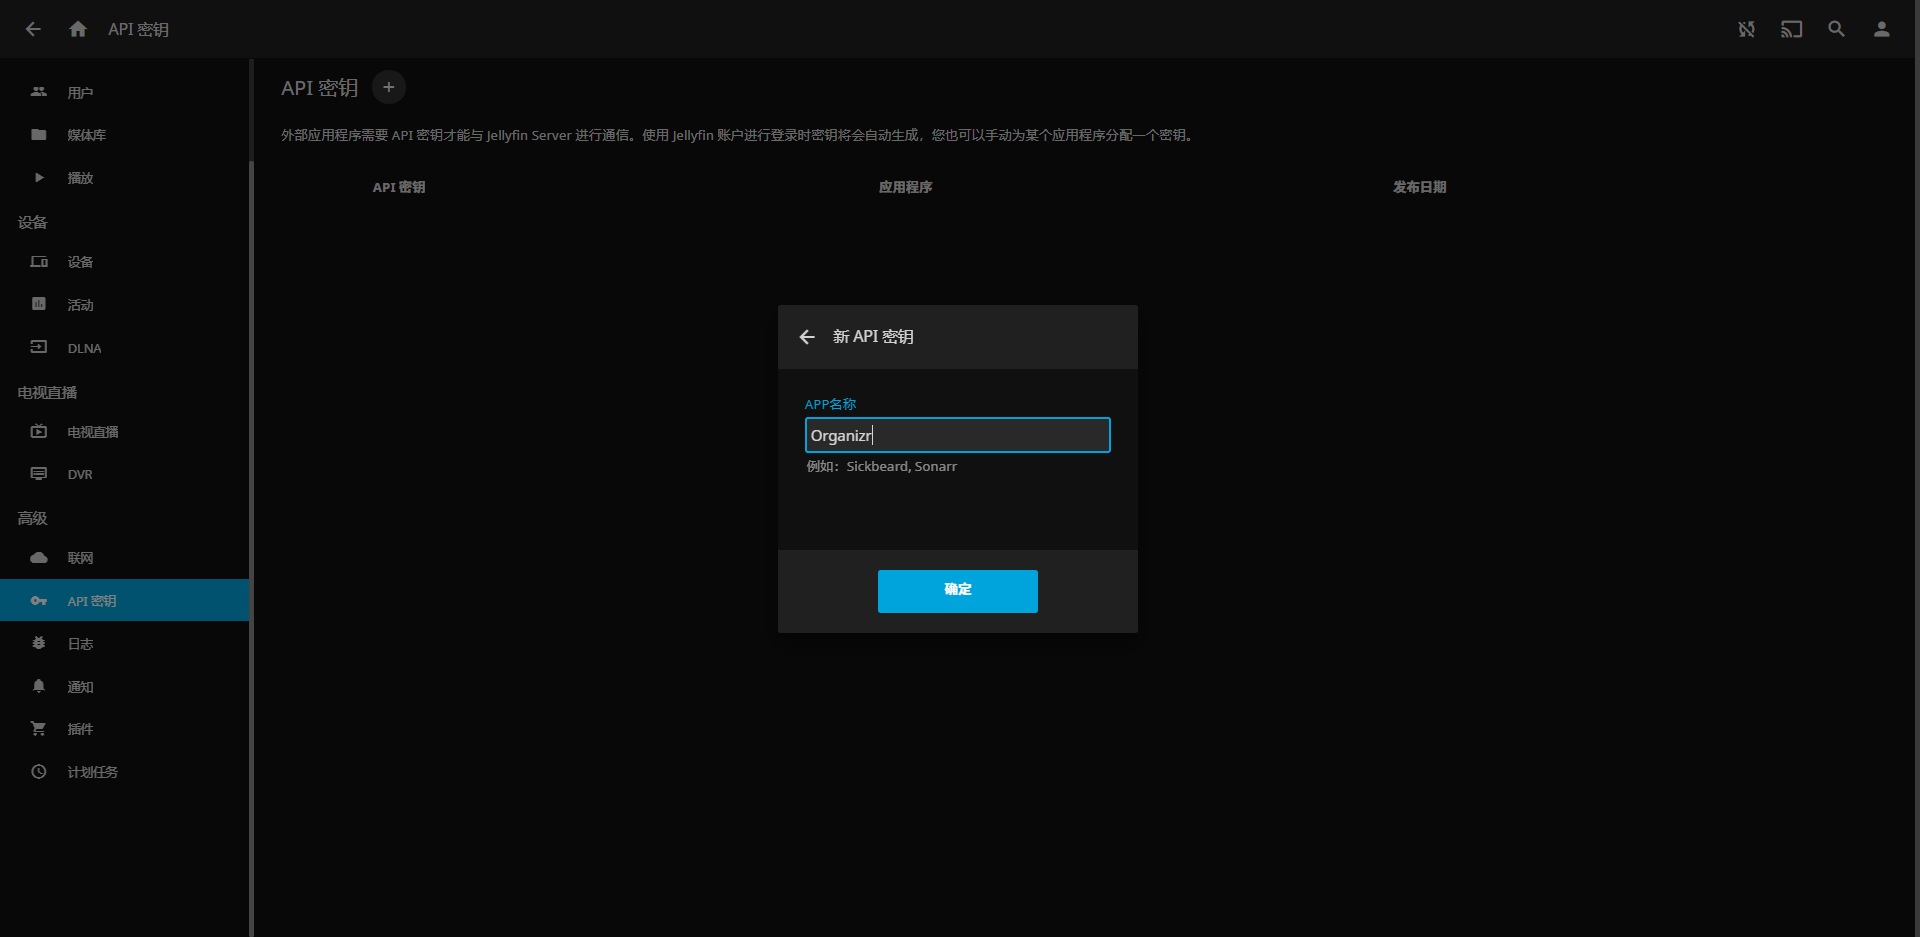 API 密钥
用户
媒体库
播放
设备
设备
活动
DLNA
电视直播
电视直播
DVR
高级
联网
API 密钥
日志
通知
插件
计划任务
API 密钥
外部应用程序需要 API 密钥才能与 Jellyfin Server 进行通信。使用 Jellyfin 账户进行登录时密钥将会自动生成，您也可以手动为某个应用程序分配一个密钥。
API 密钥 应用程序 发布日期
新 API 密钥
APP名称
Organizr
例如：Sickbeard, Sonarr
确定